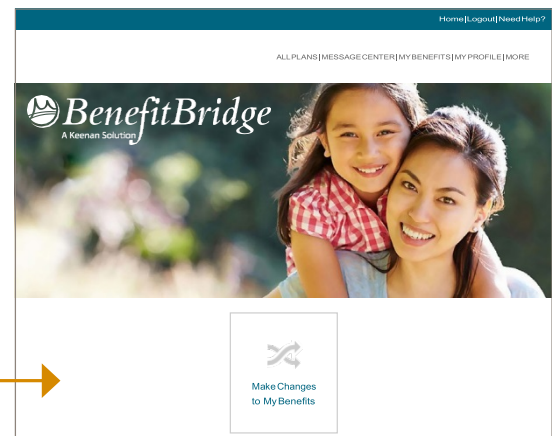 Home|Logout|Need Help?
ALL PLANS | MESSAGE CENTER | MY BENEFITS | MY PROFILE | MORE
BenefitBridge
A Keenan Solution
Make Changes
to My Benefits